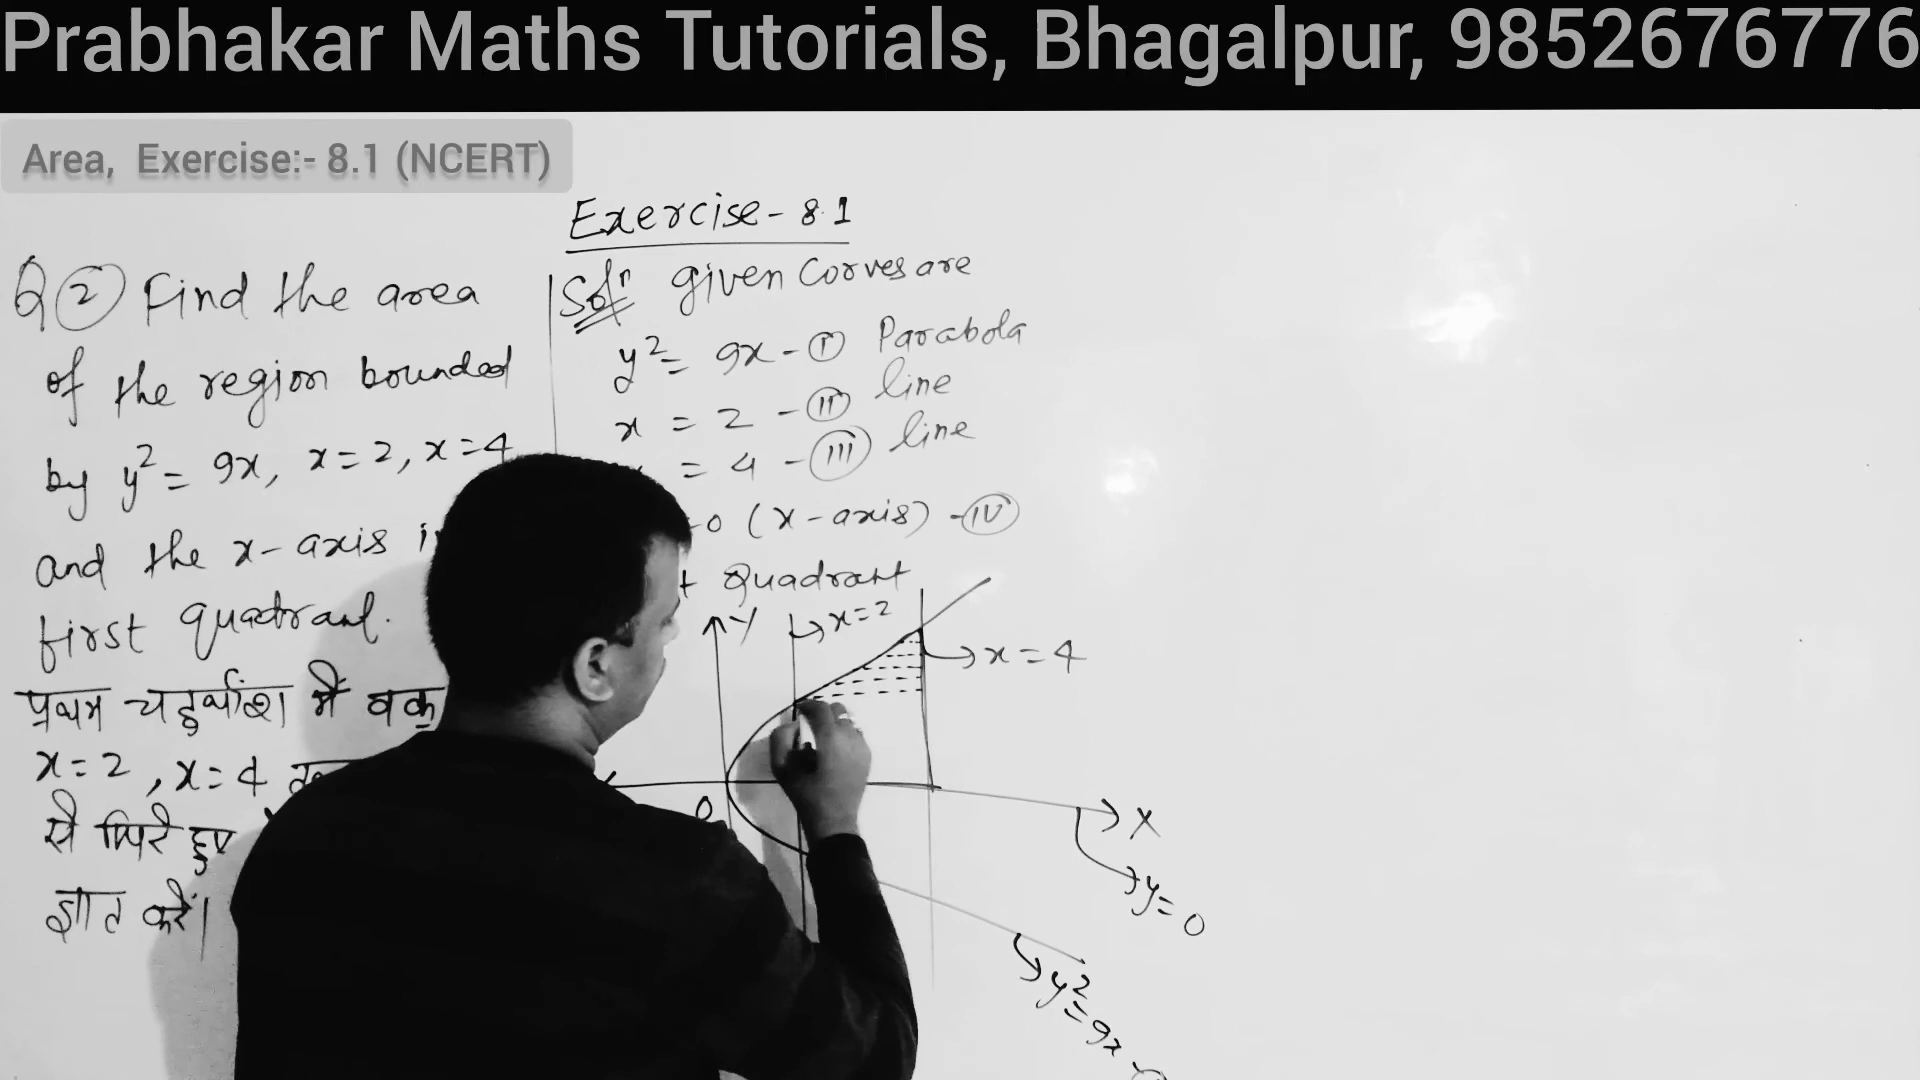 Prabhakar Maths Tutorials, Bhagalpur, 9852676776
Area, Exercise:- 8.1 (NCERT)
Exercise - 8.1
Q ② Find the area
of the region bounded
by y² = 9x, x = 2, x = 4
and the x-axis
first quadrant.
प्रथम चतुर्थांश में वक्र
x = 2, x = 4
से घिरे हुए
ज्ञात करें।
Solⁿ given Corves are
y² = 9x - (I) Parabola
x = 2 - (II) line
= 4 - (III) line
0 (x-axis) - (IV)
Quadrant
Y
x = 2
x = 4
0
X
y = 0
y² = 9x -